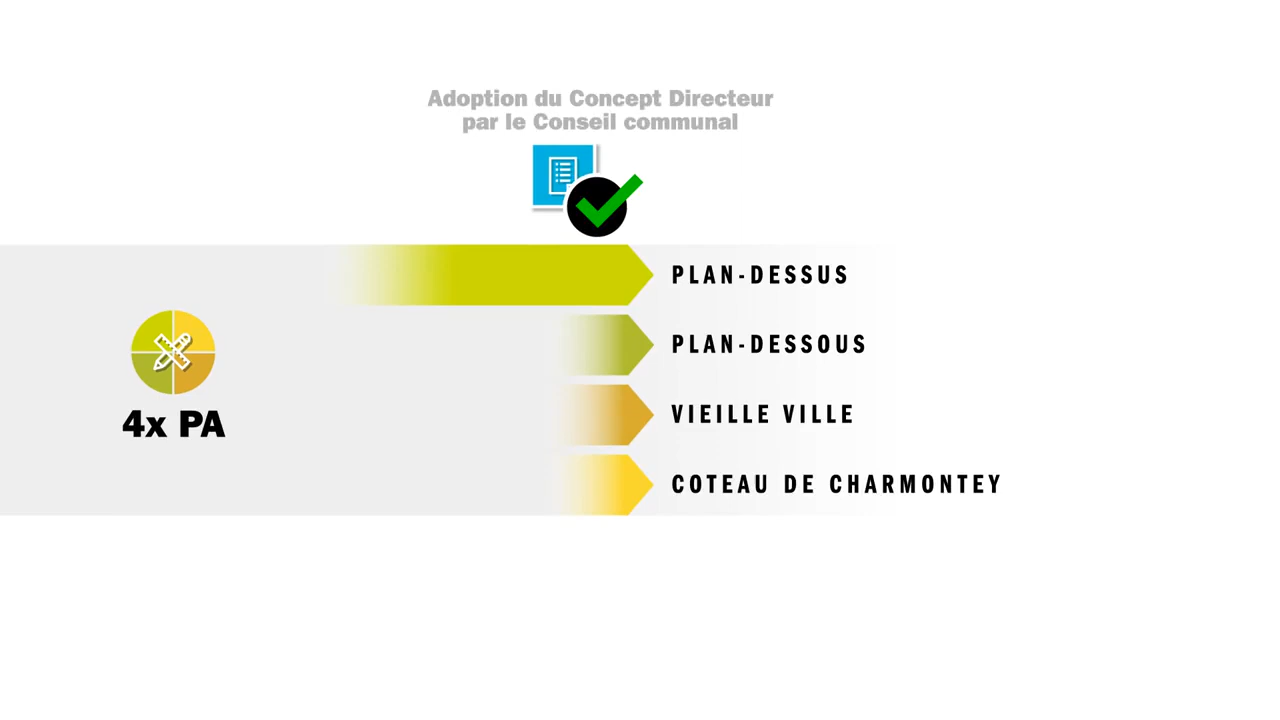 Adoption du Concept Directeur
par le Conseil communal
PLAN-DESSUS
PLAN-DESSOUS
4x PA
VIEILLE VILLE
COTEAU DE CHARMONTEY